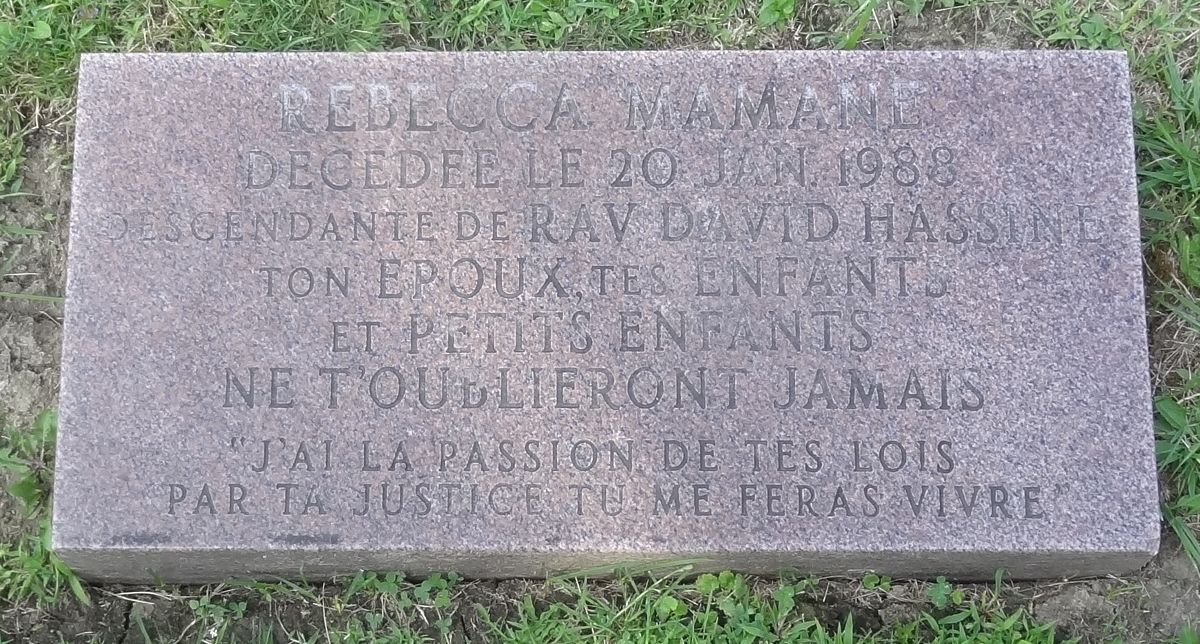 REBECCA MAMANE
DECEDEE LE 20 JAN. 1988
DESCENDANTE DE RAV DAVID HASSINE
TON EPOUX, TES ENFANTS
ET PETITS ENFANTS
NE T'OUBLIERONT JAMAIS
"J'AI LA PASSION DE TES LOIS
PAR TA JUSTICE TU ME FERAS VIVRE"